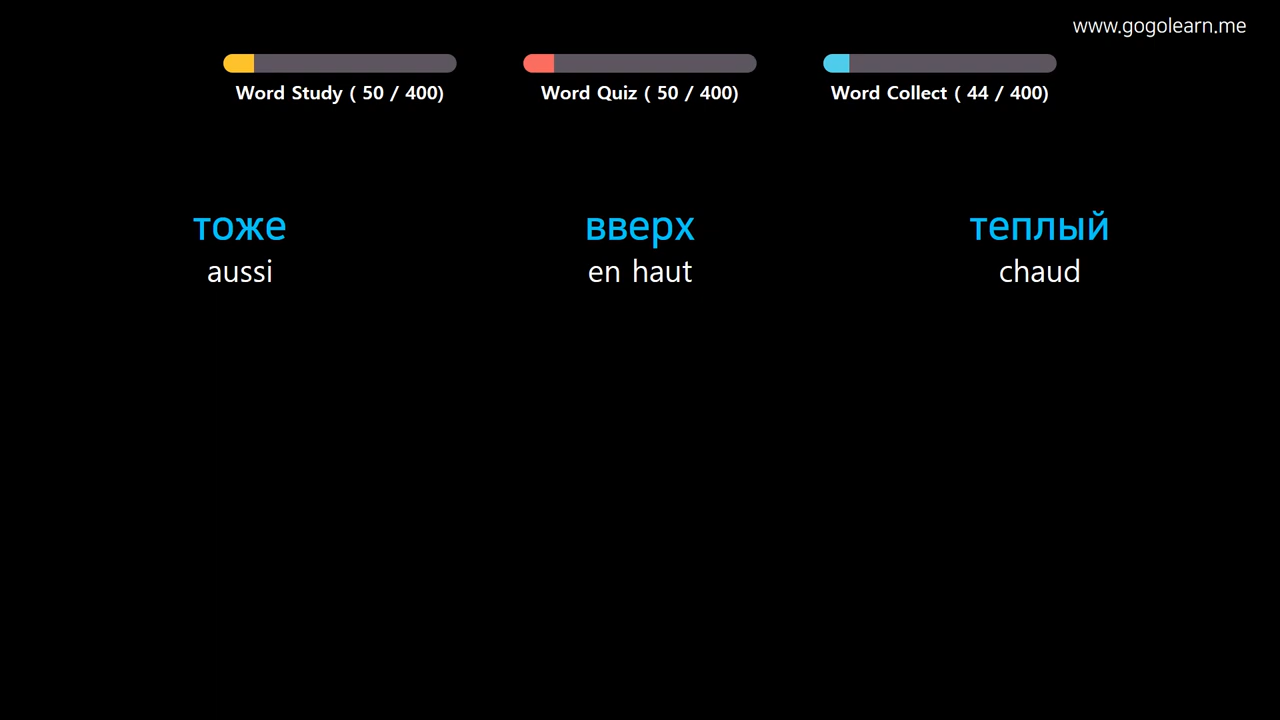 www.gogolearn.me
Word Study ( 50 / 400)
Word Quiz ( 50 / 400)
Word Collect ( 44 / 400)
тоже
aussi
вверх
en haut
теплый
chaud